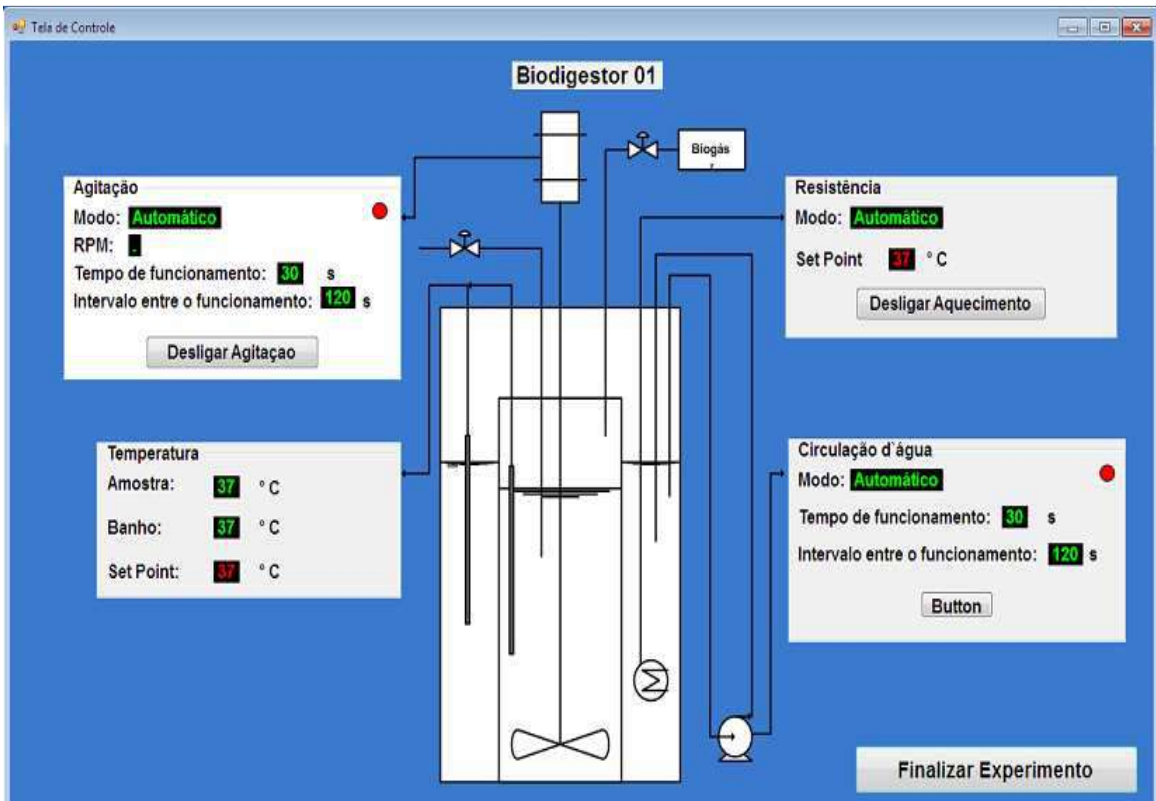 Tela de Controle
Biodigestor 01
Biogás
Agitação
Modo: Automático
RPM: -
Tempo de funcionamento: 30 s
Intervalo entre o funcionamento: 120 s
Desligar Agitaçao
Resistência
Modo: Automático
Set Point 37 ° C
Desligar Aquecimento
Temperatura
Amostra: 37 ° C
Banho: 37 ° C
Set Point: 37 ° C
Circulação d`água
Modo: Automático
Tempo de funcionamento: 30 s
Intervalo entre o funcionamento: 120 s
Button
Finalizar Experimento